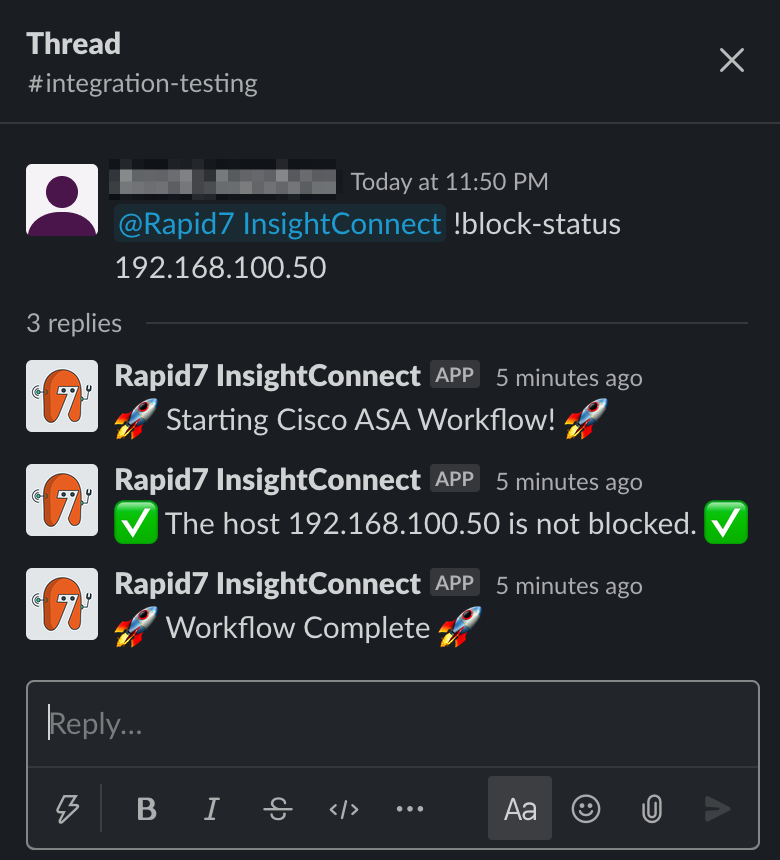 Thread
#integration-testing
Today at 11:50 PM
@Rapid7 InsightConnect !block-status
192.168.100.50
3 replies
Rapid7 InsightConnect APP 5 minutes ago
🚀 Starting Cisco ASA Workflow! 🚀
Rapid7 InsightConnect APP 5 minutes ago
✅ The host 192.168.100.50 is not blocked. ✅
Rapid7 InsightConnect APP 5 minutes ago
🚀 Workflow Complete 🚀
Reply...
B I S </> ... Aa